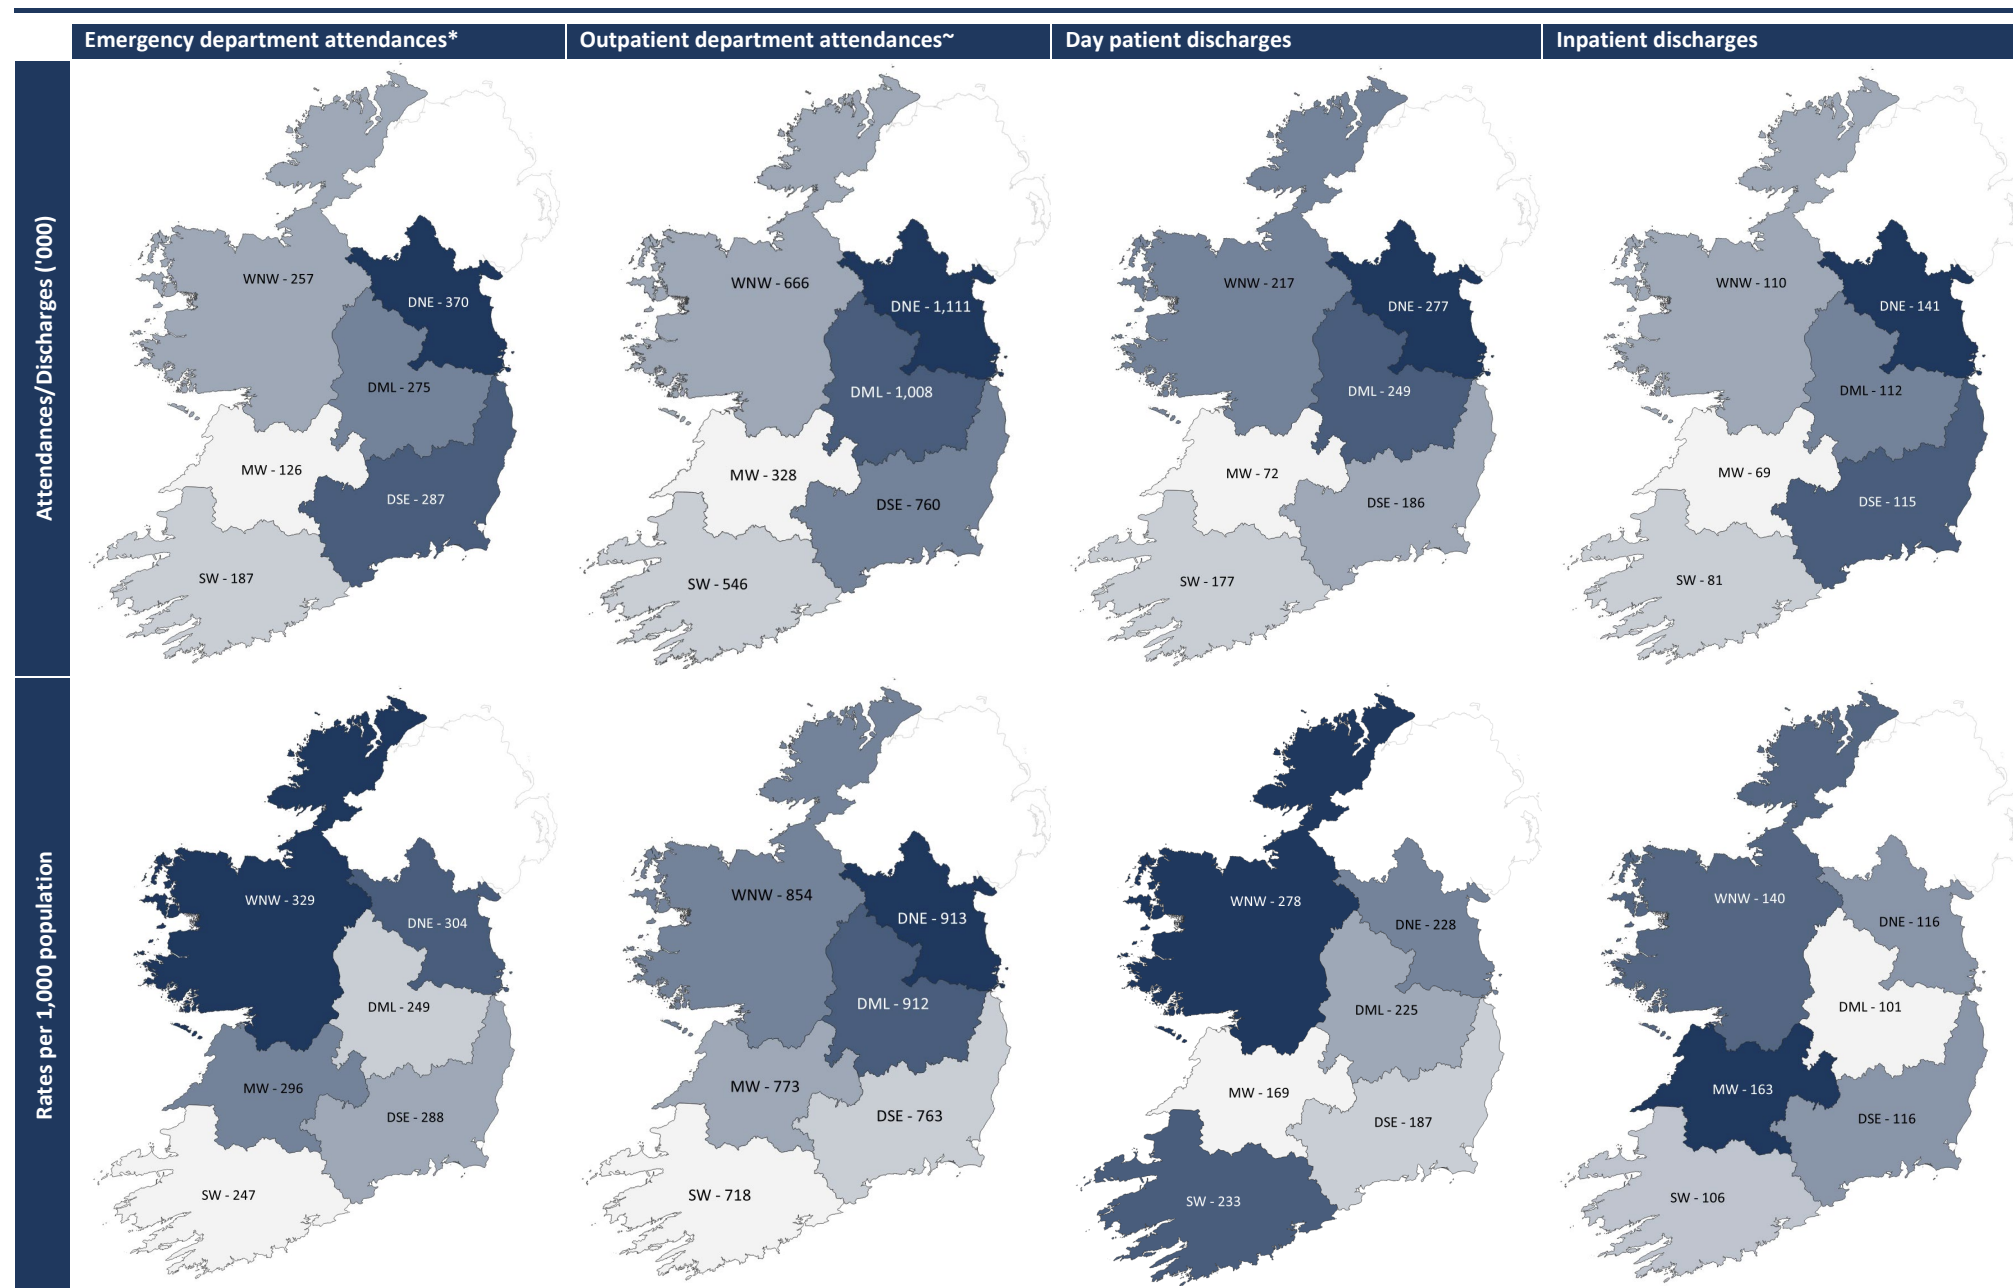 Emergency department attendances*
Outpatient department attendances~
Day patient discharges
Inpatient discharges
Attendances/Discharges ('000)
WNW - 257
DNE - 370
DML - 275
MW - 126
DSE - 287
SW - 187
WNW - 666
DNE - 1,111
DML - 1,008
MW - 328
DSE - 760
SW - 546
WNW - 217
DNE - 277
DML - 249
MW - 72
DSE - 186
SW - 177
WNW - 110
DNE - 141
DML - 112
MW - 69
DSE - 115
SW - 81
Rates per 1,000 population
WNW - 329
DNE - 304
DML - 249
MW - 296
DSE - 288
SW - 247
WNW - 854
DNE - 913
DML - 912
MW - 773
DSE - 763
SW - 718
WNW - 278
DNE - 228
DML - 225
MW - 169
DSE - 187
SW - 233
WNW - 140
DNE - 116
DML - 101
MW - 163
DSE - 116
SW - 106